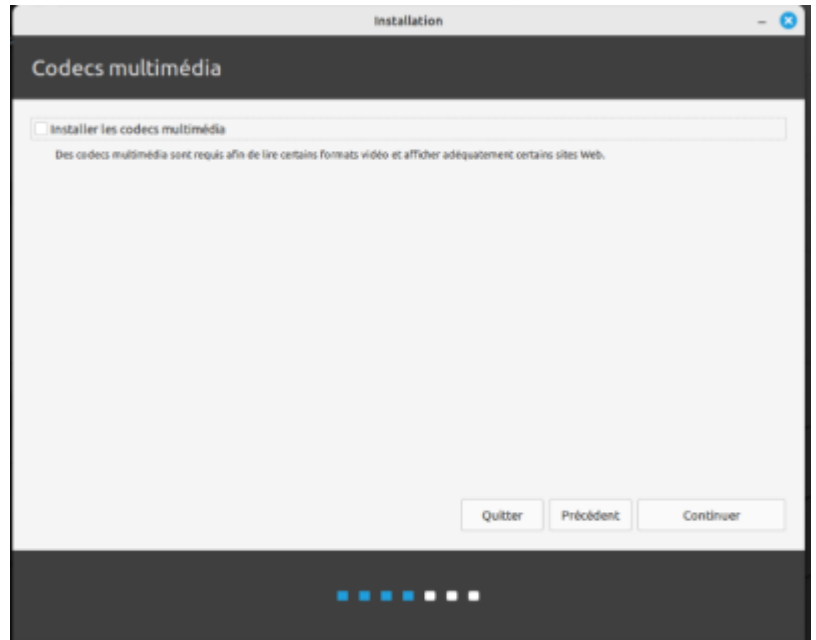 Installation
Codecs multimédia
Installer les codecs multimédia
Des codecs multimédia sont requis afin de lire certains formats vidéo et afficher adéquatement certains sites Web.
Quitter Précédent Continuer